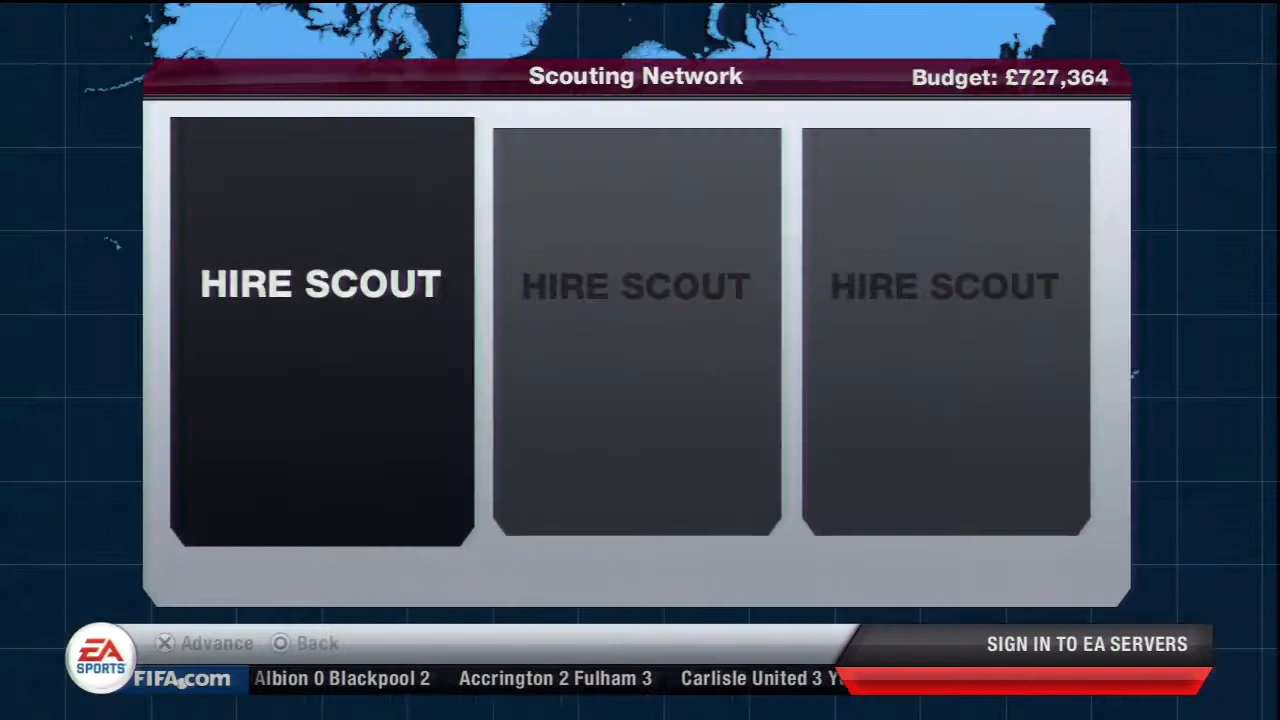 Scouting Network
Budget: £727,364
HIRE SCOUT
HIRE SCOUT
HIRE SCOUT
Advance
Back
SIGN IN TO EA SERVERS
EA
SPORTS
FIFA.com
Albion 0 Blackpool 2 Accrington 2 Fulham 3 Carlisle United 3